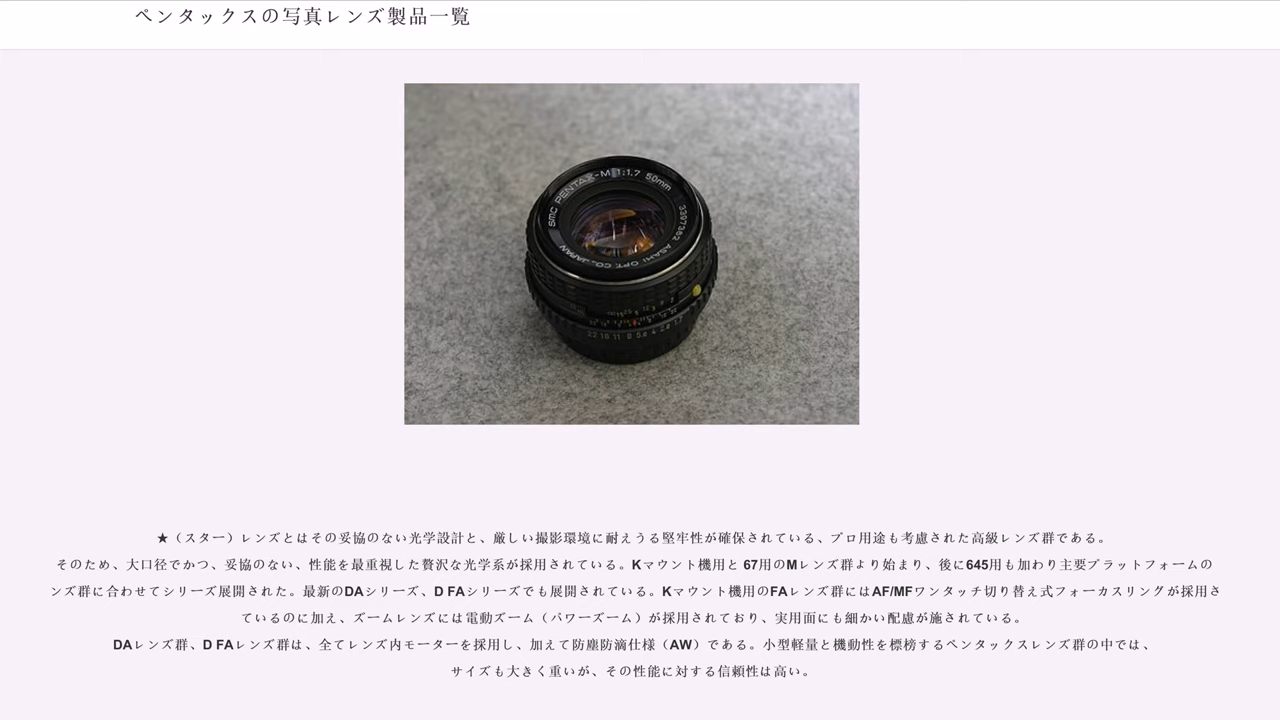 ペンタックスの写真レンズ製品一覧
SMC PENTAX-M 1:1.7 50mm
3397362 ASAHI OPT. CO., JAPAN
22 16 11 8 5.6 4 2.8 2 1.7
★（スター）レンズとはその妥協のない光学設計と、厳しい撮影環境に耐えうる堅牢性が確保されている、プロ用途も考慮された高級レンズ群である。
そのため、大口径でかつ、妥協のない、性能を最重視した贅沢な光学系が採用されている。Kマウント機用と 67用のMレンズ群より始まり、後に645用も加わり主要プラットフォームの
ンズ群に合わせてシリーズ展開された。最新のDAシリーズ、D FAシリーズでも展開されている。Kマウント機用のFAレンズ群にはAF/MFワンタッチ切り替え式フォーカスリングが採用さ
ているのに加え、ズームレンズには電動ズーム（パワーズーム）が採用されており、実用面にも細かい配慮が施されている。
DAレンズ群、D FAレンズ群は、全てレンズ内モーターを採用し、加えて防塵防滴仕様（AW）である。小型軽量と機動性を標榜するペンタックスレンズ群の中では、
サイズも大きく重いが、その性能に対する信頼性は高い。